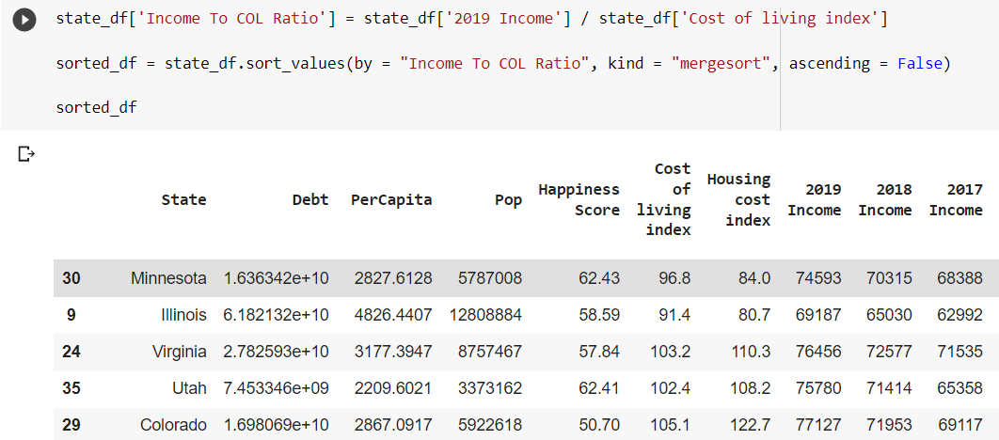 state_df['Income To COL Ratio'] = state_df['2019 Income'] / state_df['Cost of living index']
sorted_df = state_df.sort_values(by = "Income To COL Ratio", kind = "mergesort", ascending = False)
sorted_df
State Debt PerCapita Pop Happiness Score Cost of living index Housing cost index 2019 Income 2018 Income 2017 Income
30 Minnesota 1.636342e+10 2827.6128 5787008 62.43 96.8 84.0 74593 70315 68388
9 Illinois 6.182132e+10 4826.4407 12808884 58.59 91.4 80.7 69187 65030 62992
24 Virginia 2.782593e+10 3177.3947 8757467 57.84 103.2 110.3 76456 72577 71535
35 Utah 7.453346e+09 2209.6021 3373162 62.41 102.4 108.2 75780 71414 65358
29 Colorado 1.698069e+10 2867.0917 5922618 50.70 105.1 122.7 77127 71953 69117